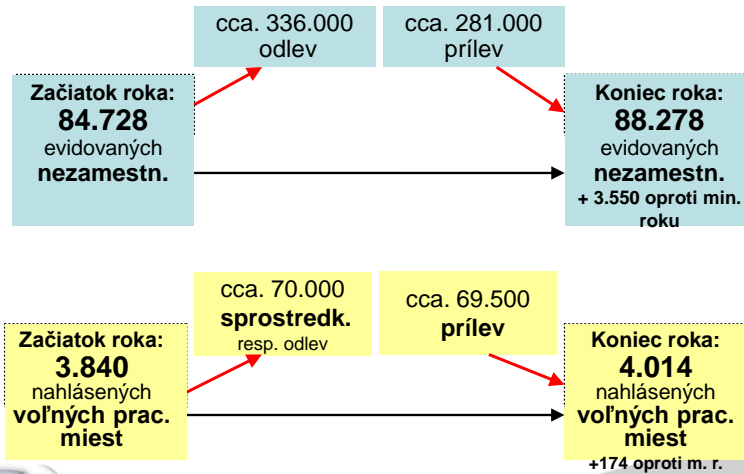 cca. 336.000
odlev
cca. 281.000
prílev
Začiatok roka:
84.728
evidovaných
nezamestn.
Koniec roka:
88.278
evidovaných
nezamestn.
+ 3.550 oproti min.
roku
cca. 70.000
sprostredk.
resp. odlev
cca. 69.500
prílev
Začiatok roka:
3.840
nahlásených
voľných prac.
miest
Koniec roka:
4.014
nahlásených
voľných prac.
miest
+174 oproti m. r.